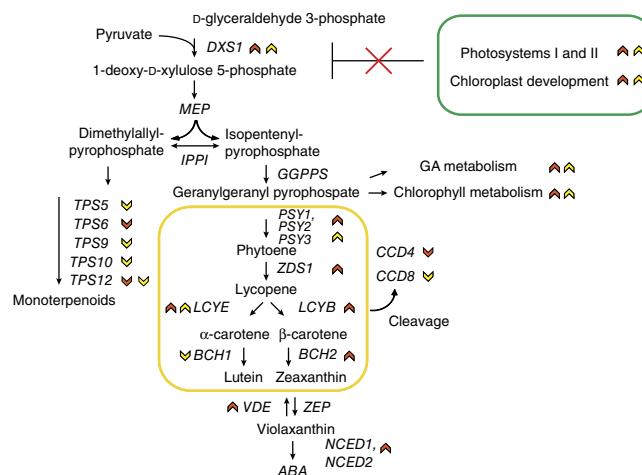 D-glyceraldehyde 3-phosphate
Pyruvate
DXS1
1-deoxy-D-xylulose 5-phosphate
Photosystems I and II
Chloroplast development
MEP
Dimethylallyl-
pyrophosphate
IPPI
Isopentenyl-
pyrophosphate
GGPPS
Geranylgeranyl pyrophospate
GA metabolism
Chlorophyll metabolism
TPS5
TPS6
TPS9
TPS10
TPS12
Monoterpenoids
PSY1,
PSY2
PSY3
Phytoene
ZDS1
Lycopene
LCYE
LCYB
α-carotene
β-carotene
BCH1
BCH2
Lutein
Zeaxanthin
CCD4
CCD8
Cleavage
VDE
ZEP
Violaxanthin
NCED1,
NCED2
ABA